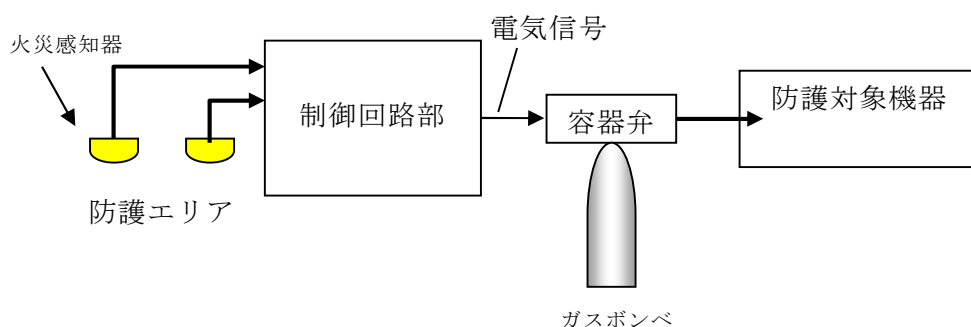 火災感知器
電気信号
制御回路部
容器弁
防護対象機器
防護エリア
ガスボンベ